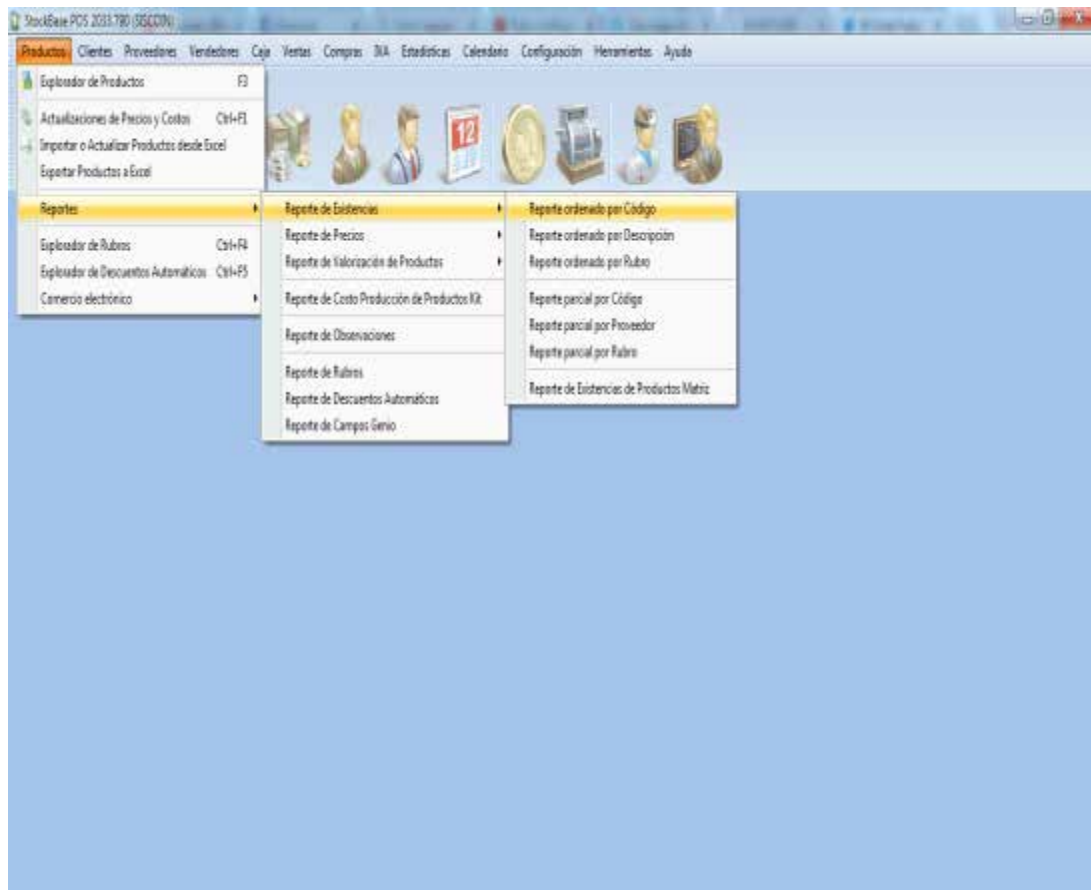 StockBase POS 2033.790 (SISCOIN)
Productos Clientes Proveedores Vendedores Caja Ventas Compras IVA Estadísticas Calendario Configuración Herramientas Ayuda
Explorador de Productos F3
Actualizaciones de Precios y Costos Ctrl+F1
Importar o Actualizar Productos desde Excel
Exportar Productos a Excel
12
Reportes
Explorador de Rubros Ctrl+F4
Explorador de Descuentos Automáticos Ctrl+F5
Comercio electrónico
Reporte de Existencias
Reporte de Precios
Reporte de Valorización de Productos
Reporte de Costo Producción de Productos Kit
Reporte de Observaciones
Reporte de Rubros
Reporte de Descuentos Automáticos
Reporte de Campos Genio
Reporte ordenado por Código
Reporte ordenado por Descripción
Reporte ordenado por Rubro
Reporte parcial por Código
Reporte parcial por Proveedor
Reporte parcial por Rubro
Reporte de Existencias de Productos Matriz